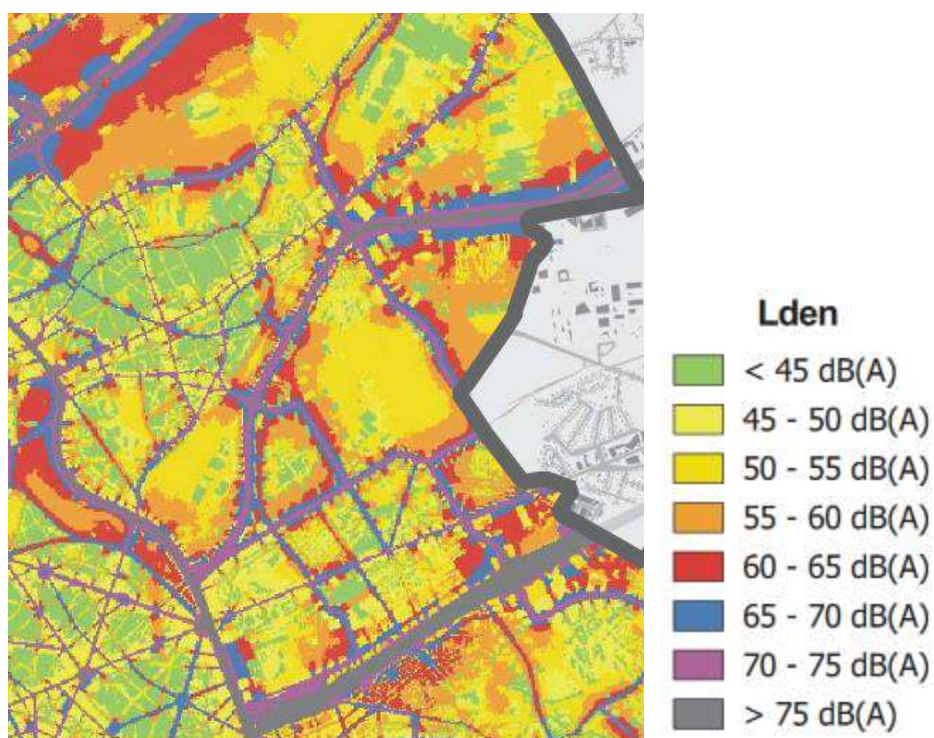 Lden
< 45 dB(A)
45 - 50 dB(A)
50 - 55 dB(A)
55 - 60 dB(A)
60 - 65 dB(A)
65 - 70 dB(A)
70 - 75 dB(A)
> 75 dB(A)